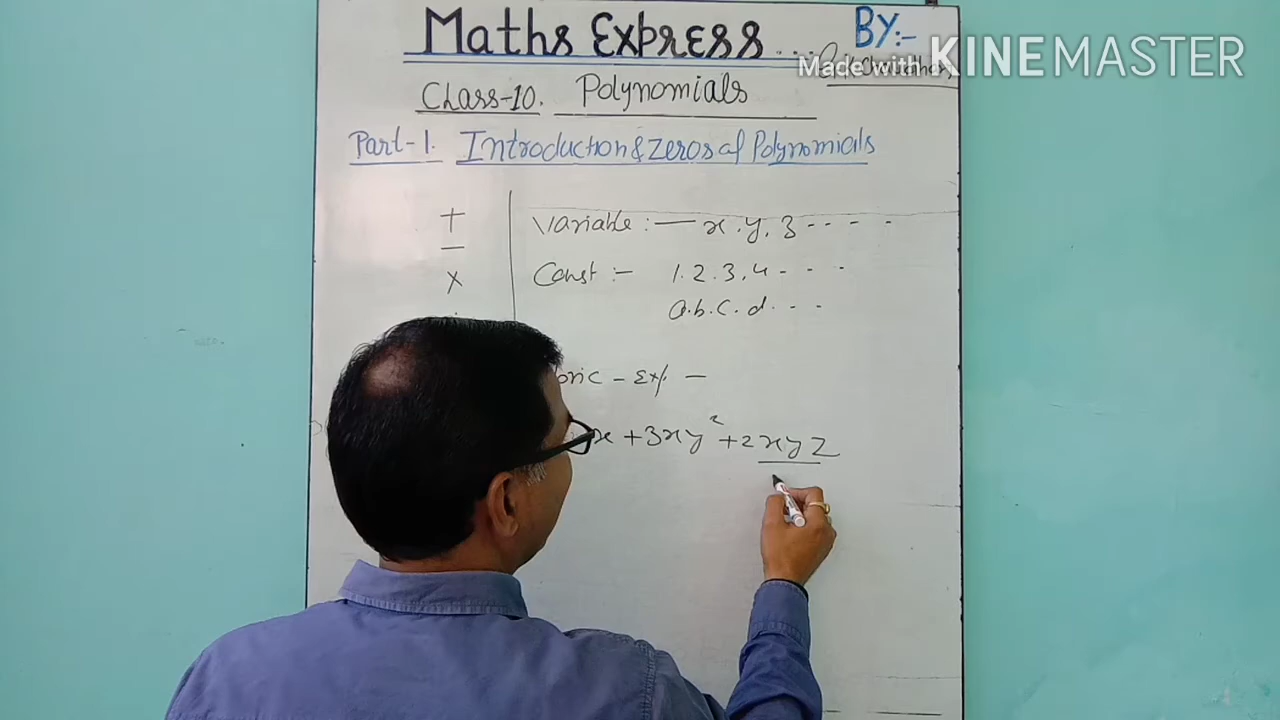 Maths Express ...
BY:-
Made with KINEMASTER
Class-10. Polynomials
Part-1. Introduction & Zeros of Polynomials
+
—
×
Variable :— x, y, z - - - -
Const :- 1. 2. 3. 4 - - -
a. b. c. d. - - -
- Exp. —
x + 3xy² + 2xyz